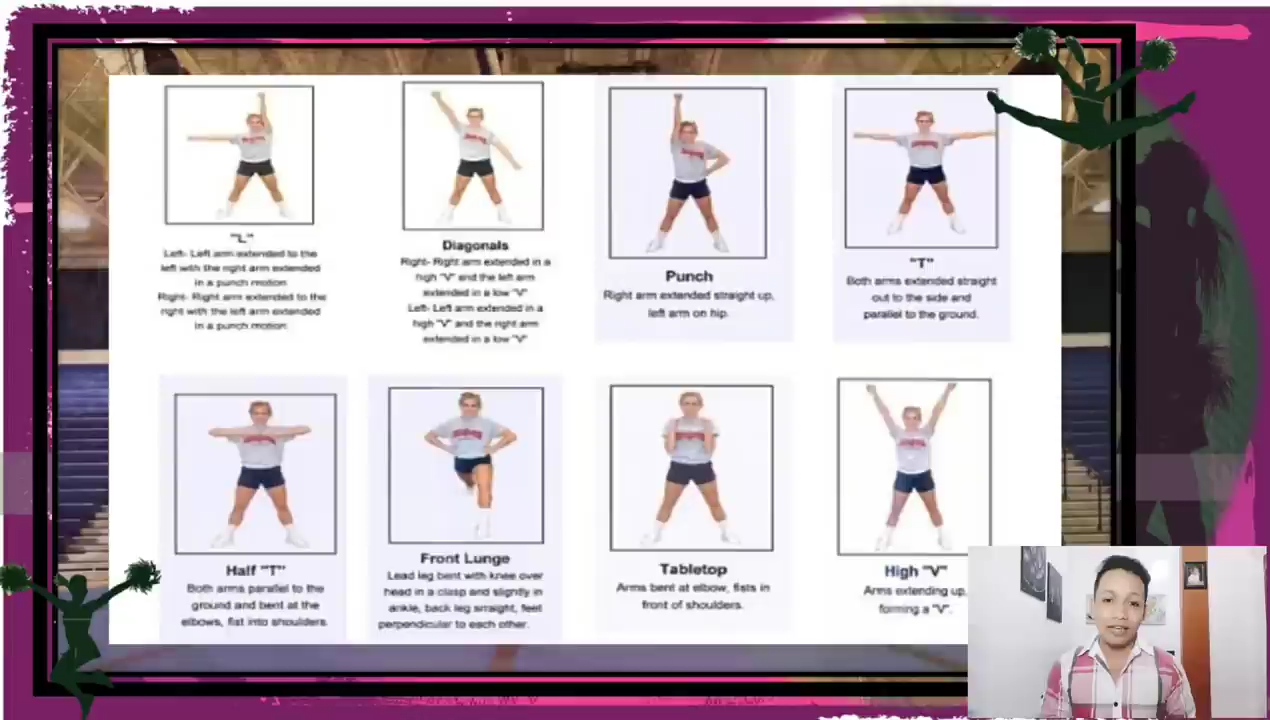 "L"
Left- Left arm extended to the
left with the right arm extended
in a punch motion
Right- Right arm extended to the
right with the left arm extended
in a punch motion
Diagonals
Right- Right arm extended in a
high "V" and the left arm
extended in a low "V"
Left- Left arm extended in a
high "V" and the right arm
extended in a low "V"
Punch
Right arm extended straight up,
left arm on hip.
"T"
Both arms extended straight
out to the side and
parallel to the ground.
Half "T"
Both arms parallel to the
ground and bent at the
elbows, fist into shoulders.
Front Lunge
Lead leg bent with knee over
head in a clasp and slightly in
ankle, back leg straight, feet
perpendicular to each other.
Tabletop
Arms bent at elbow, fists in
front of shoulders.
High "V"
Arms extending up,
forming a "V".